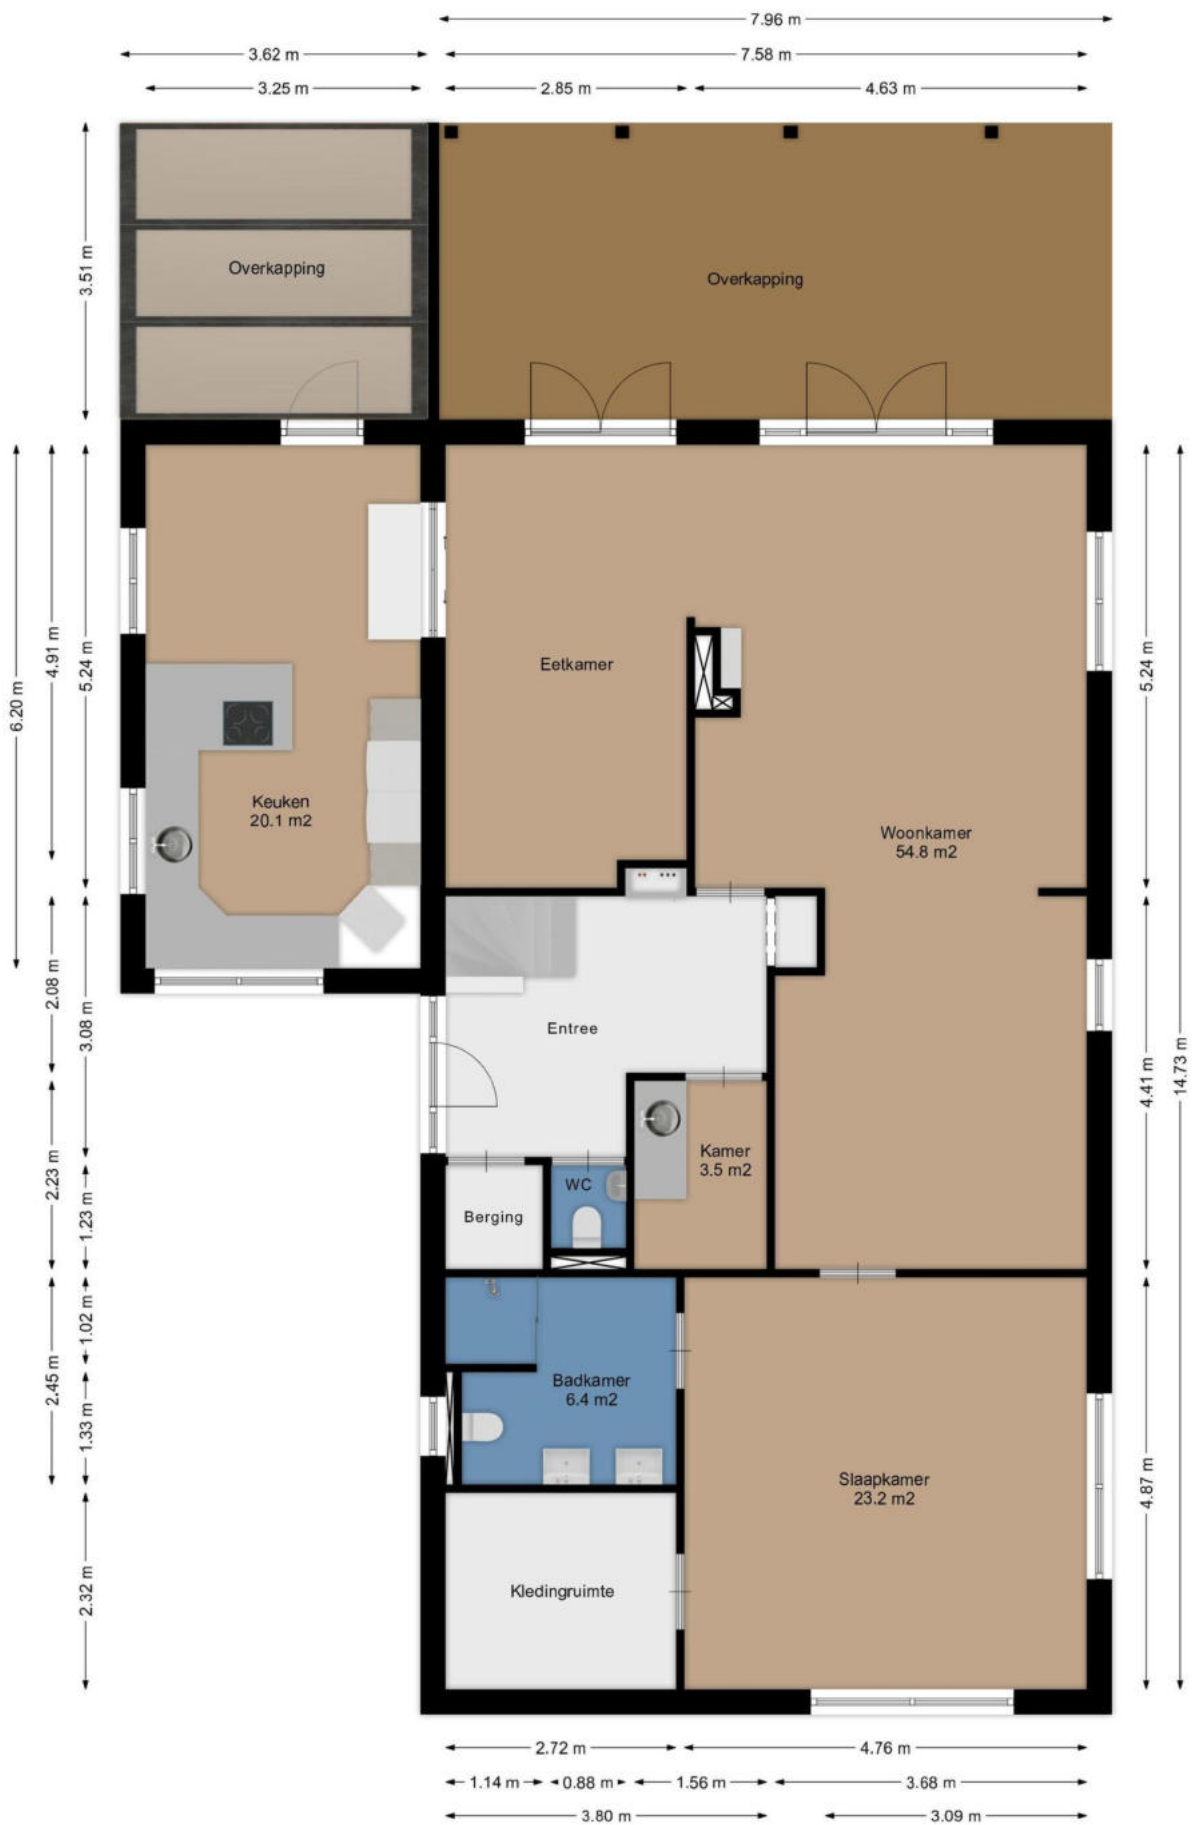 7.96 m
3.62 m
7.58 m
3.25 m
2.85 m
4.63 m
3.51 m
Overkapping
Overkapping
6.20 m
4.91 m
5.24 m
Eetkamer
5.24 m
Keuken
20.1 m2
Woonkamer
54.8 m2
2.08 m
3.08 m
Entree
4.41 m
14.73 m
2.23 m
1.23 m
Kamer
3.5 m2
WC
Berging
2.45 m
1.02 m
1.33 m
Badkamer
6.4 m2
Slaapkamer
23.2 m2
4.87 m
2.32 m
Kledingruimte
2.72 m
4.76 m
1.14 m
0.88 m
1.56 m
3.68 m
3.80 m
3.09 m